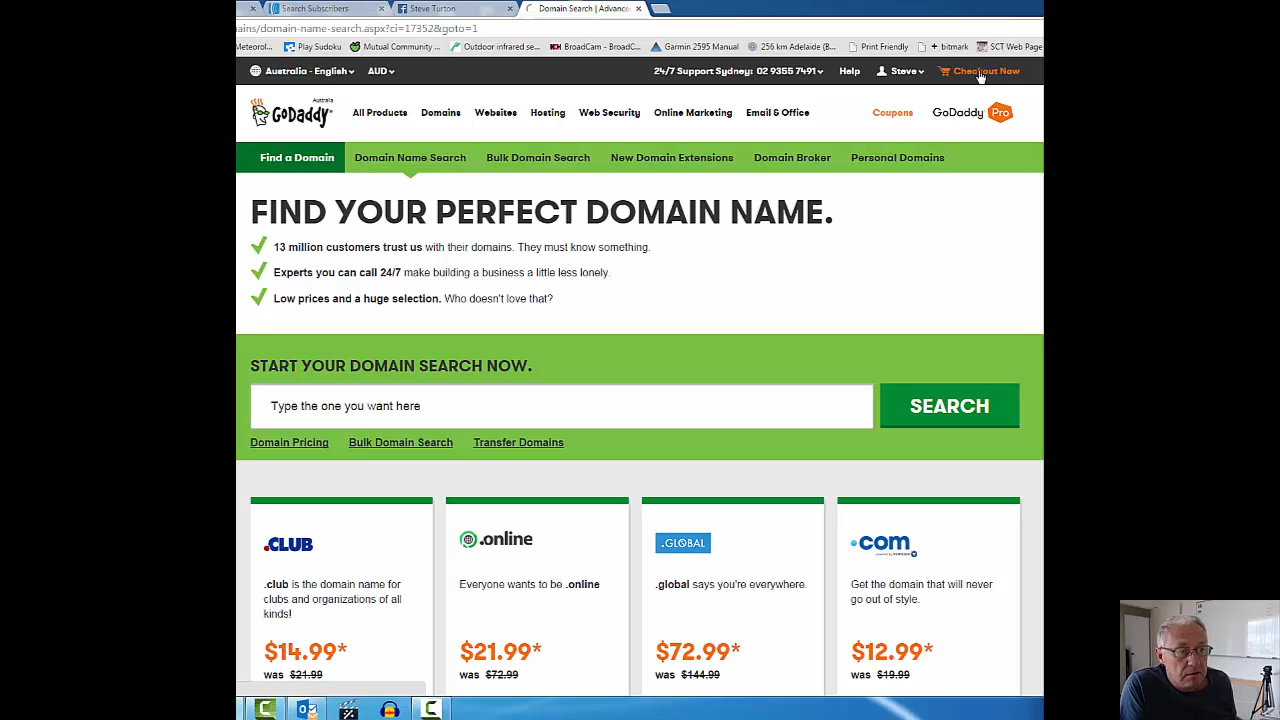 Search Subscribers
Steve Turton
Domain Search | Advance
ains/domain-name-search.aspx?ci=17352&goto=1
Meteorol...
Play Sudoku
Mutual Community ...
Outdoor infrared se...
BroadCam - BroadC...
Garmin 2595 Manual
256 km Adelaide (B...
Print Friendly
+ bitmark
SCT Web Page
Australia - English
AUD
24/7 Support Sydney: 02 9355 7491
Help
Steve
Checkout Now
Australia
GoDaddy
All Products
Domains
Websites
Hosting
Web Security
Online Marketing
Email & Office
Coupons
GoDaddy Pro
Find a Domain
Domain Name Search
Bulk Domain Search
New Domain Extensions
Domain Broker
Personal Domains
FIND YOUR PERFECT DOMAIN NAME.
13 million customers trust us with their domains. They must know something.
Experts you can call 24/7 make building a business a little less lonely.
Low prices and a huge selection. Who doesn't love that?
START YOUR DOMAIN SEARCH NOW.
Type the one you want here
SEARCH
Domain Pricing
Bulk Domain Search
Transfer Domains
.CLUB
.club is the domain name for
clubs and organizations of all
kinds!
$14.99*
was $21.99
.online
Everyone wants to be .online
$21.99*
was $72.99
.GLOBAL
.global says you're everywhere.
$72.99*
was $144.99
.com
Get the domain that will never
go out of style.
$12.99*
was $19.99